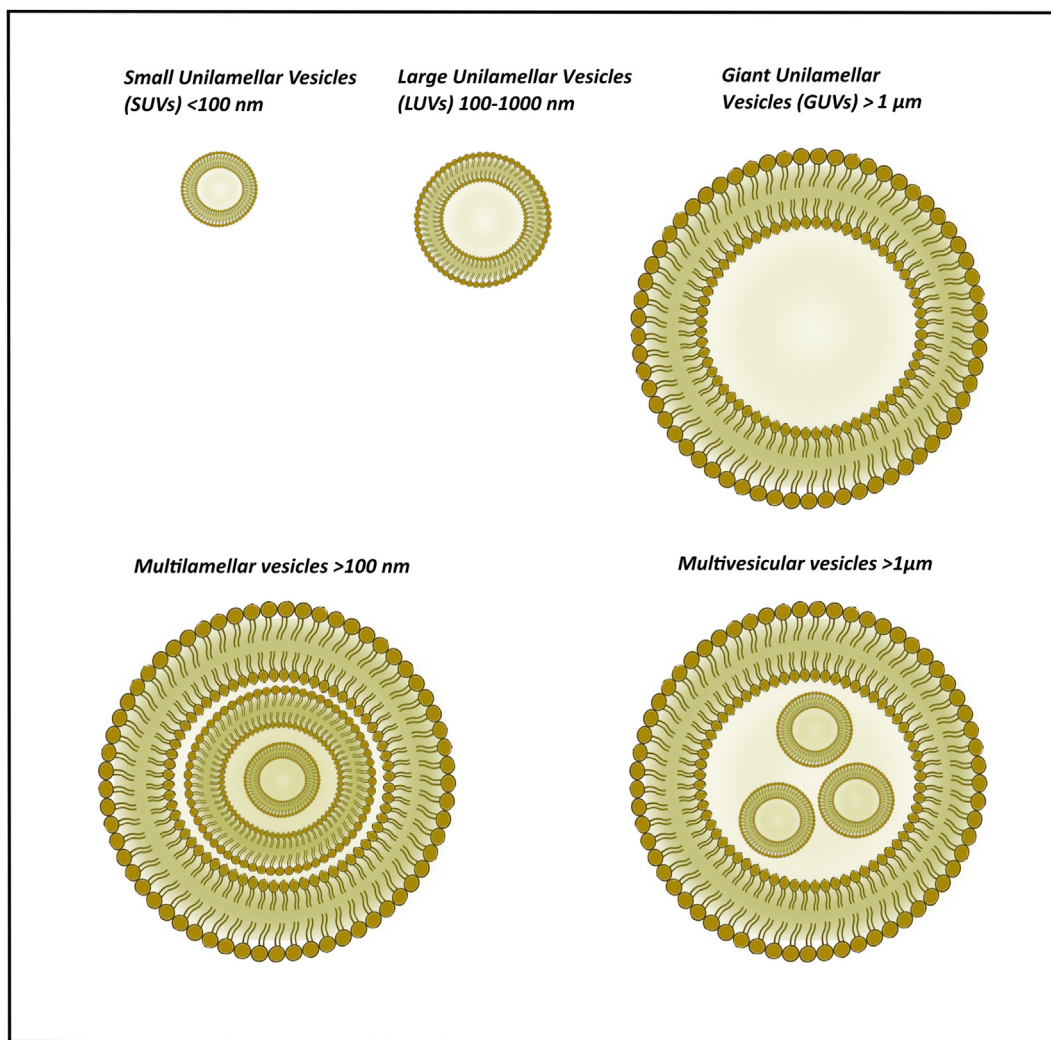 Small Unilamellar Vesicles
(SUVs) <100 nm
Large Unilamellar Vesicles
(LUVs) 100-1000 nm
Giant Unilamellar
Vesicles (GUVs) > 1 µm
Multilamellar vesicles >100 nm
Multivesicular vesicles >1µm